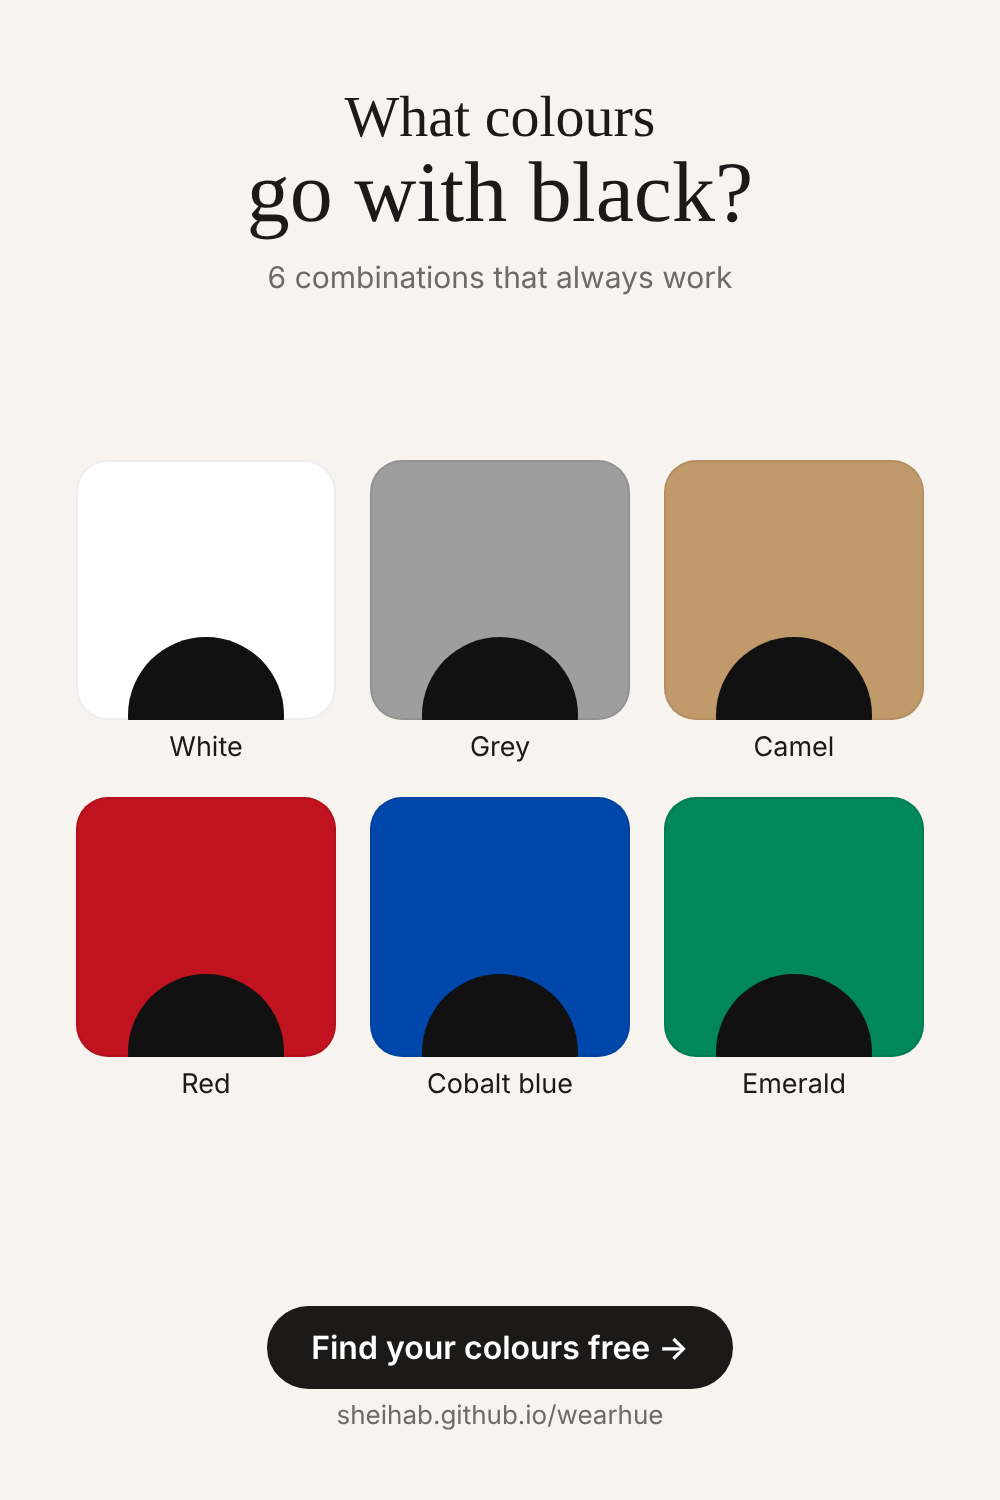 What colours
go with black?
6 combinations that always work
White
Grey
Camel
Red
Cobalt blue
Emerald
Find your colours free →
sheihab.github.io/wearhue